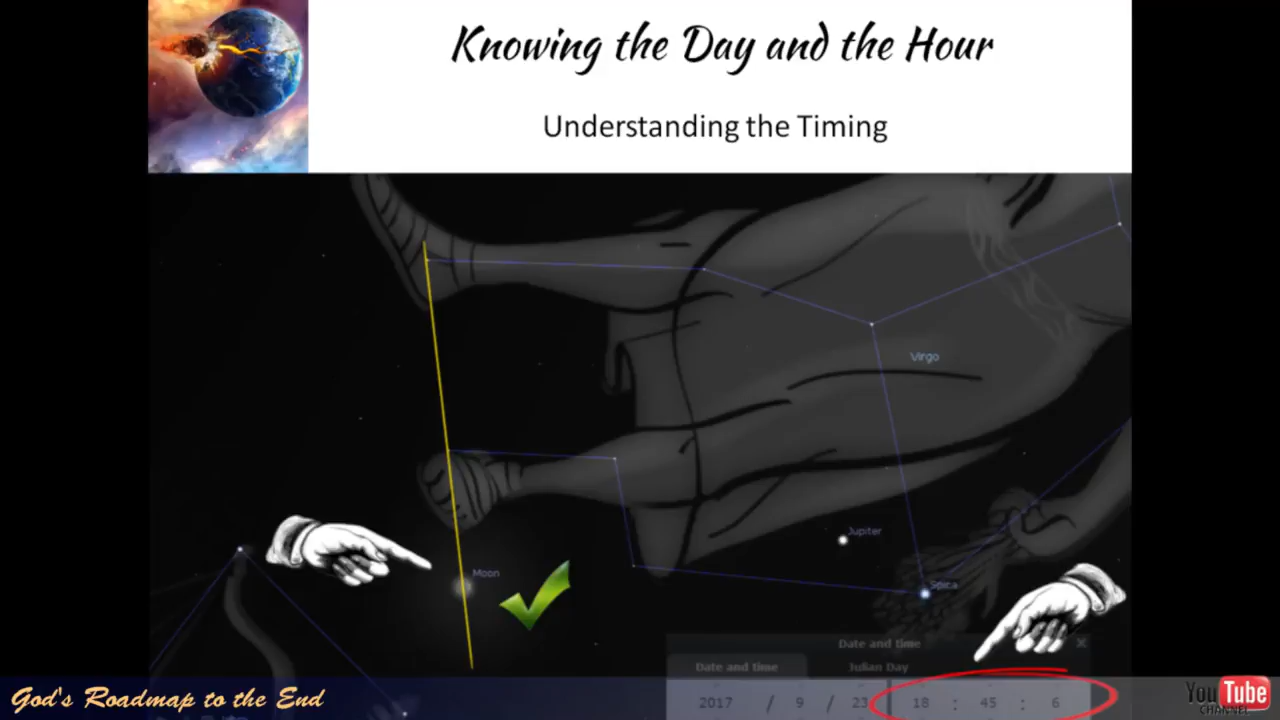 Knowing the Day and the Hour
Understanding the Timing
Virgo
Jupiter
Moon
Spica
Date and time
Date and time Julian Day
2017 / 9 / 23 18 : 45 : 6
God's Roadmap to the End
YouTube
CHANNEL